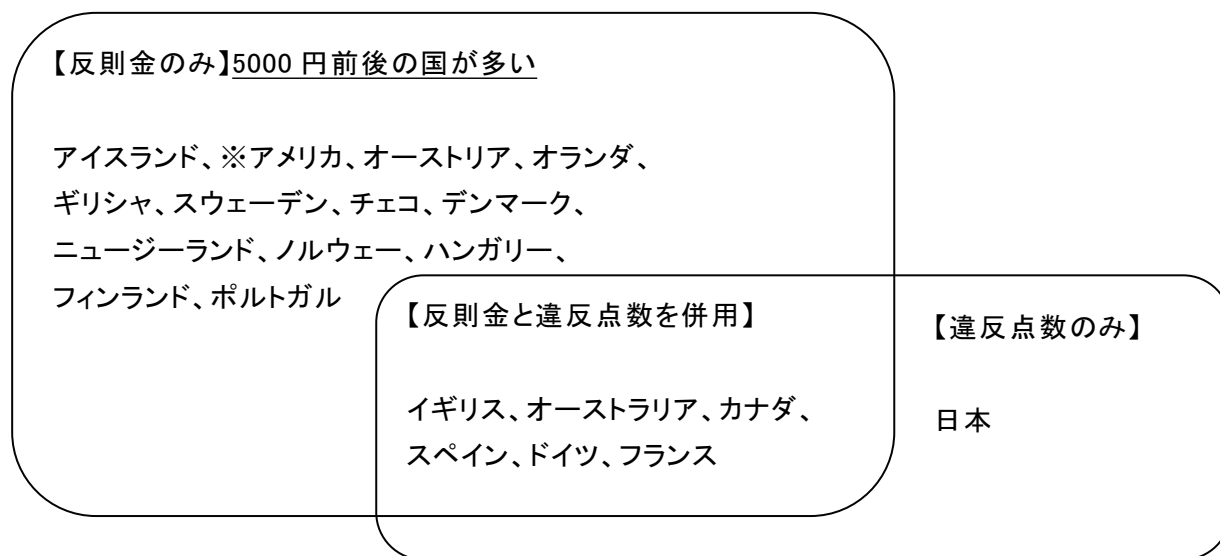 【反則金のみ】5000 円前後の国が多い
アイスランド、※アメリカ、オーストリア、オランダ、
ギリシャ、スウェーデン、チェコ、デンマーク、
ニュージーランド、ノルウェー、ハンガリー、
フィンランド、ポルトガル
【反則金と違反点数を併用】
イギリス、オーストラリア、カナダ、
スペイン、ドイツ、フランス
【違反点数のみ】
日本